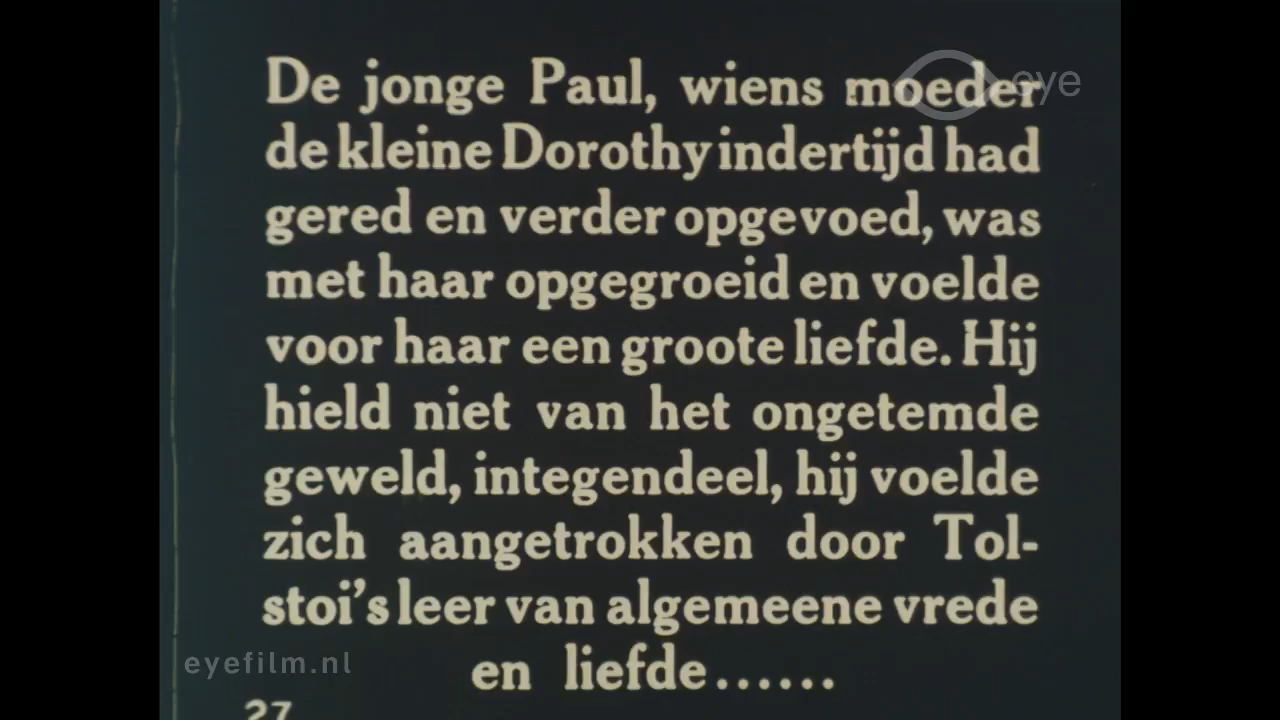 De jonge Paul, wiens moeder
de kleine Dorothy indertijd had
gered en verder opgevoed, was
met haar opgegroeid en voelde
voor haar een groote liefde. Hij
hield niet van het ongetemde
geweld, integendeel, hij voelde
zich aangetrokken door Tol-
stoi's leer van algemeene vrede
en liefde......
27
eye
eyefilm.nl